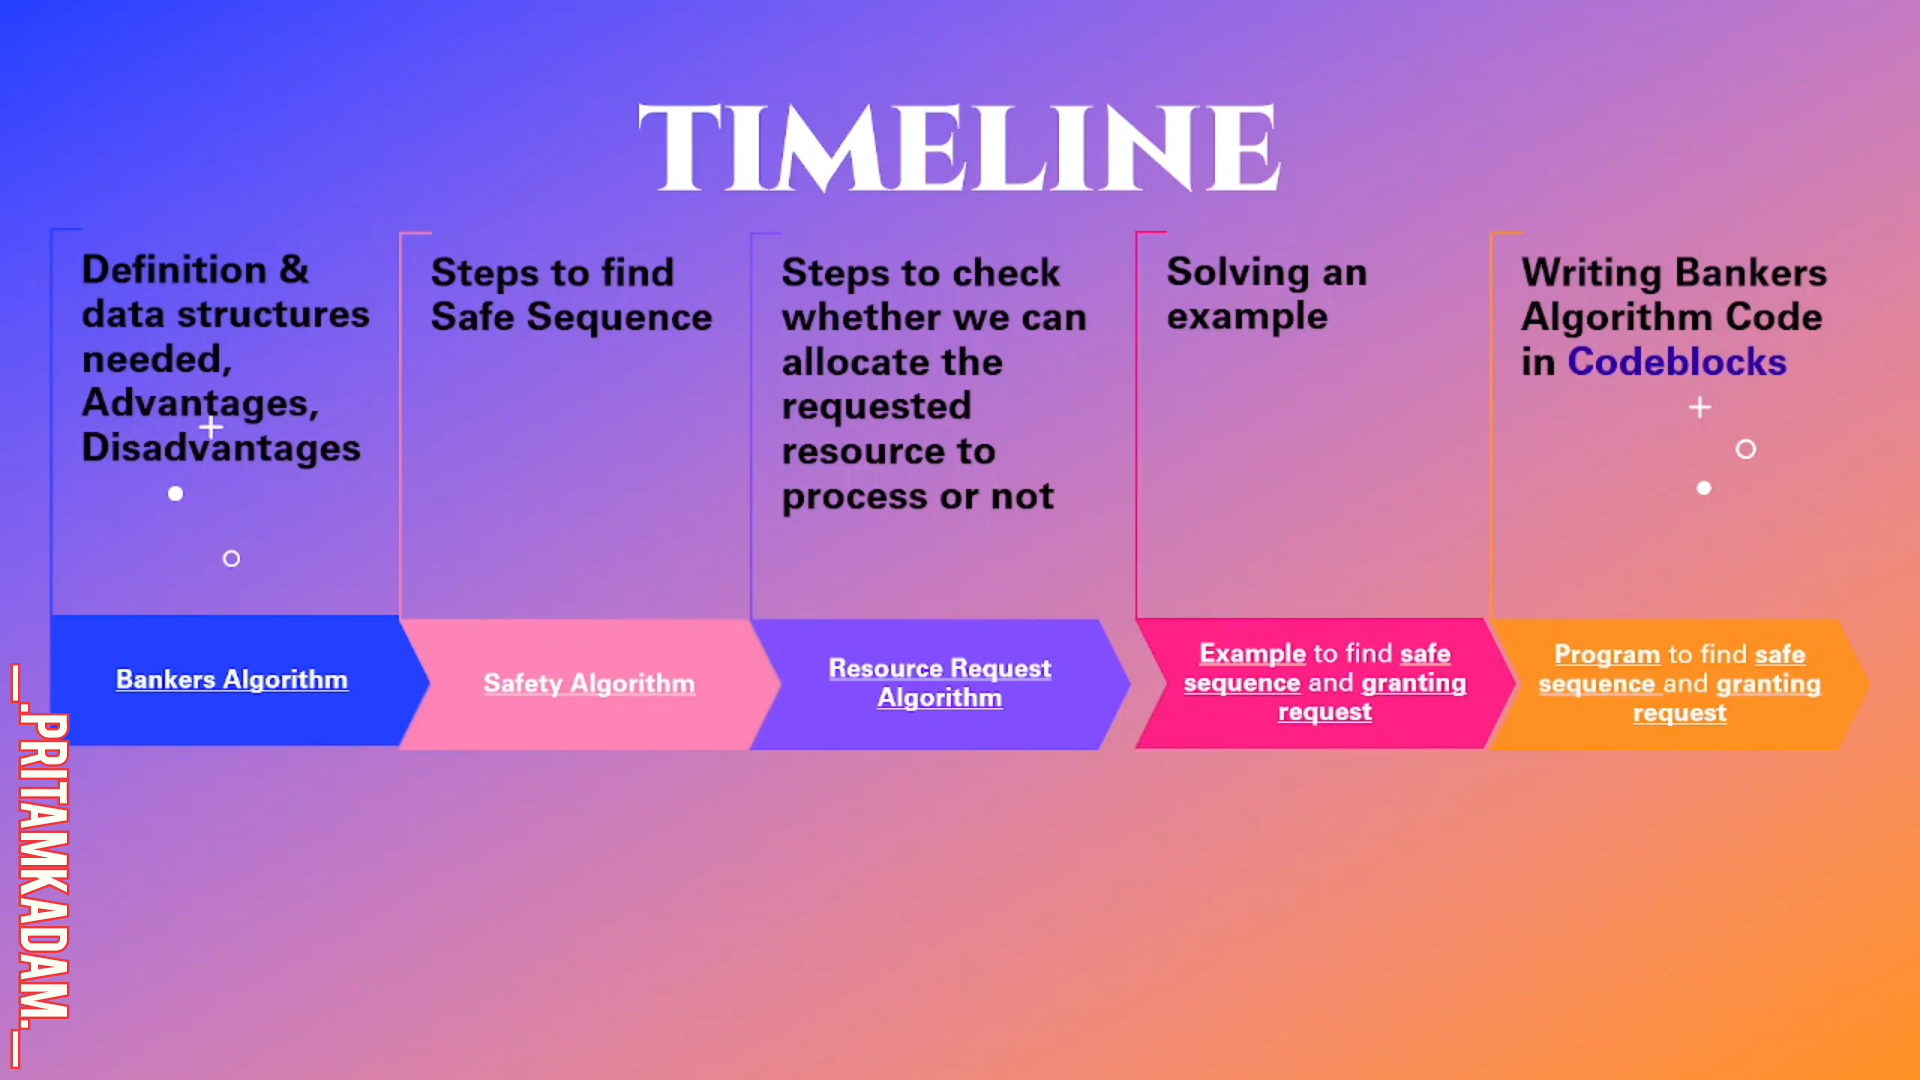 TIMELINE
Definition &
data structures
needed,
Advantages,
Disadvantages
Steps to find
Safe Sequence
Steps to check
whether we can
allocate the
requested
resource to
process or not
Solving an
example
Writing Bankers
Algorithm Code
in Codeblocks
Bankers Algorithm
Safety Algorithm
Resource Request
Algorithm
Example to find safe
sequence and granting
request
Program to find safe
sequence and granting
request
_.PRITAMKADAM._